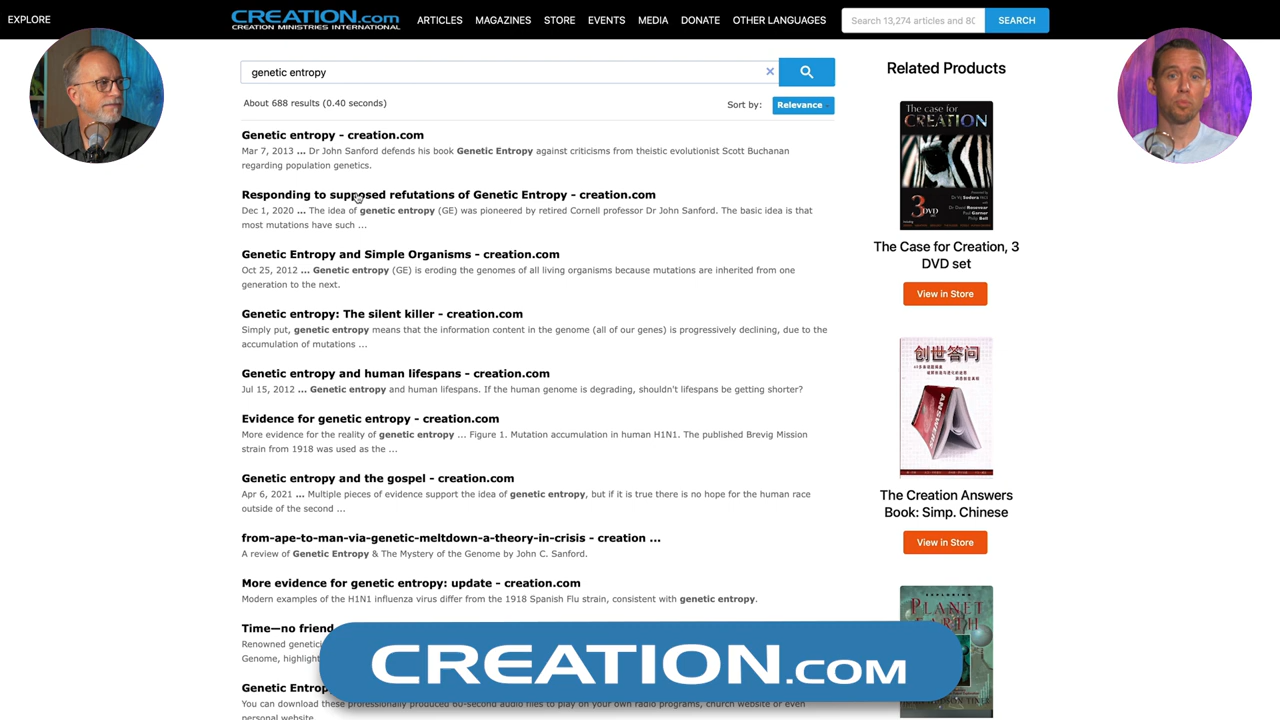 EXPLORE
CREATION.com
CREATION MINISTRIES INTERNATIONAL
ARTICLES MAGAZINES STORE EVENTS MEDIA DONATE OTHER LANGUAGES
Search 13,274 articles and 80
SEARCH
genetic entropy
About 688 results (0.40 seconds)
Sort by: Relevance
Genetic entropy - creation.com
Mar 7, 2013 ... Dr John Sanford defends his book Genetic Entropy against criticisms from theistic evolutionist Scott Buchanan
regarding population genetics.
Responding to supposed refutations of Genetic Entropy - creation.com
Dec 1, 2020 ... The idea of genetic entropy (GE) was pioneered by retired Cornell professor Dr John Sanford. The basic idea is that
most mutations have such ...
Genetic Entropy and Simple Organisms - creation.com
Oct 25, 2012 ... Genetic entropy (GE) is eroding the genomes of all living organisms because mutations are inherited from one
generation to the next.
Genetic entropy: The silent killer - creation.com
Simply put, genetic entropy means that the information content in the genome (all of our genes) is progressively declining, due to the
accumulation of mutations ...
Genetic entropy and human lifespans - creation.com
Jul 15, 2012 ... Genetic entropy and human lifespans. If the human genome is degrading, shouldn't lifespans be getting shorter?
Evidence for genetic entropy - creation.com
More evidence for the reality of genetic entropy ... Figure 1. Mutation accumulation in human H1N1. The published Brevig Mission
strain from 1918 was used as the ...
Genetic entropy and the gospel - creation.com
Apr 6, 2021 ... Multiple pieces of evidence support the idea of genetic entropy, but if it is true there is no hope for the human race
outside of the second ...
from-ape-to-man-via-genetic-meltdown-a-theory-in-crisis - creation ...
A review of Genetic Entropy & The Mystery of the Genome by John C. Sanford.
More evidence for genetic entropy: update - creation.com
Modern examples of the H1N1 influenza virus differ from the 1918 Spanish Flu strain, consistent with genetic entropy.
Time—no friend
Renowned genetici
Genome, highlight
Genetic Entropy
You can download these professionally produced 60-second audio files to play on your own radio programs, church website or even
personal website.
Related Products
The case for
CREATION
3
DVD
set
The Case for Creation, 3
DVD set
View in Store
创世答问
ANSWERS
The Creation Answers
Book: Simp. Chinese
View in Store
EXPLORING
PLANET
EARTH
CREATION.COM